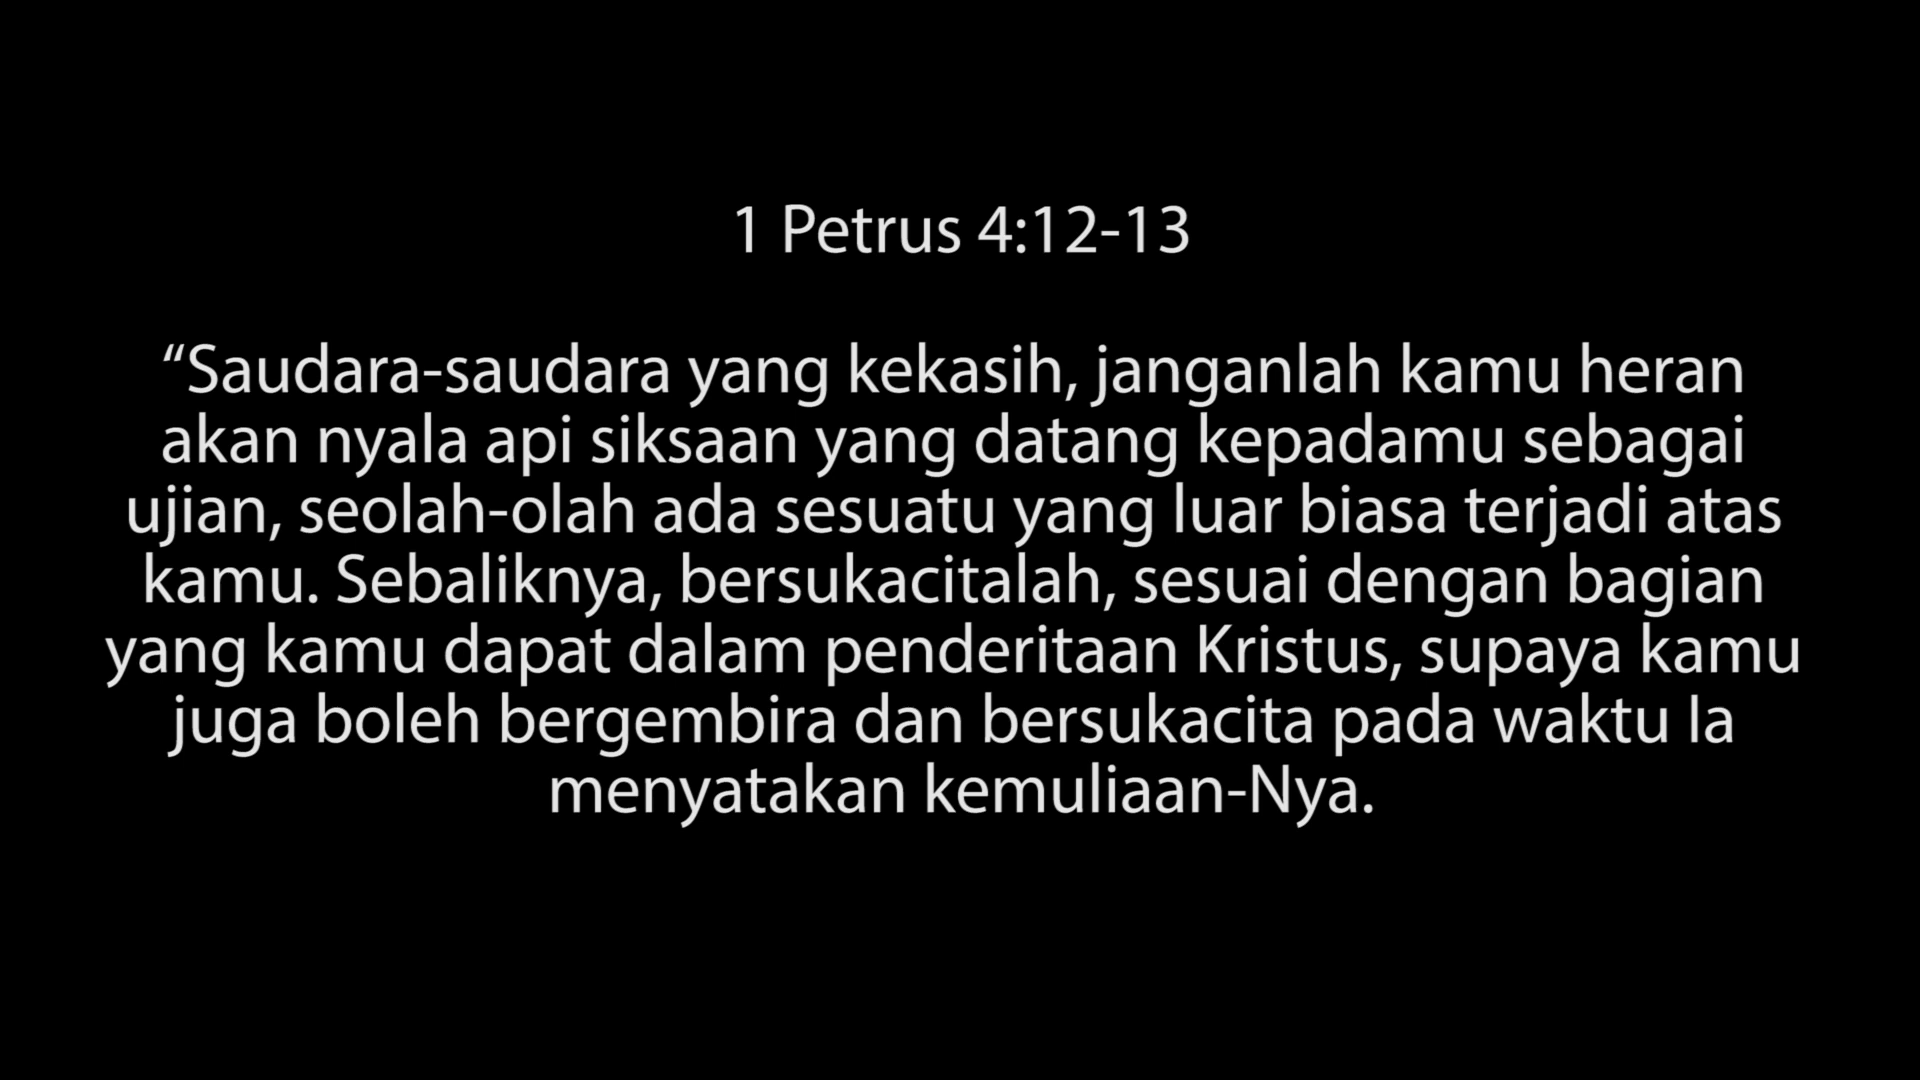 1 Petrus 4:12-13
“Saudara-saudara yang kekasih, janganlah kamu heran
akan nyala api siksaan yang datang kepadamu sebagai
ujian, seolah-olah ada sesuatu yang luar biasa terjadi atas
kamu. Sebaliknya, bersukacitalah, sesuai dengan bagian
yang kamu dapat dalam penderitaan Kristus, supaya kamu
juga boleh bergembira dan bersukacita pada waktu Ia
menyatakan kemuliaan-Nya.